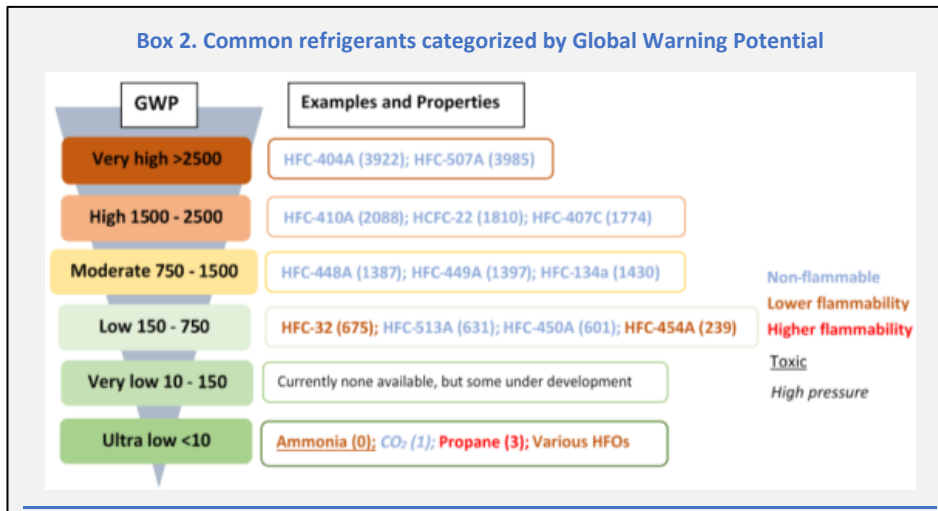 Box 2. Common refrigerants categorized by Global Warning Potential
GWP
Examples and Properties
Very high >2500
HFC-404A (3922); HFC-507A (3985)
High 1500 - 2500
HFC-410A (2088); HCFC-22 (1810); HFC-407C (1774)
Moderate 750 - 1500
HFC-448A (1387); HFC-449A (1397); HFC-134a (1430)
Low 150 - 750
HFC-32 (675); HFC-513A (631); HFC-450A (601); HFC-454A (239)
Very low 10 - 150
Currently none available, but some under development
Ultra low <10
Ammonia (0); CO₂ (1); Propane (3); Various HFOs
Non-flammable
Lower flammability
Higher flammability
Toxic
High pressure